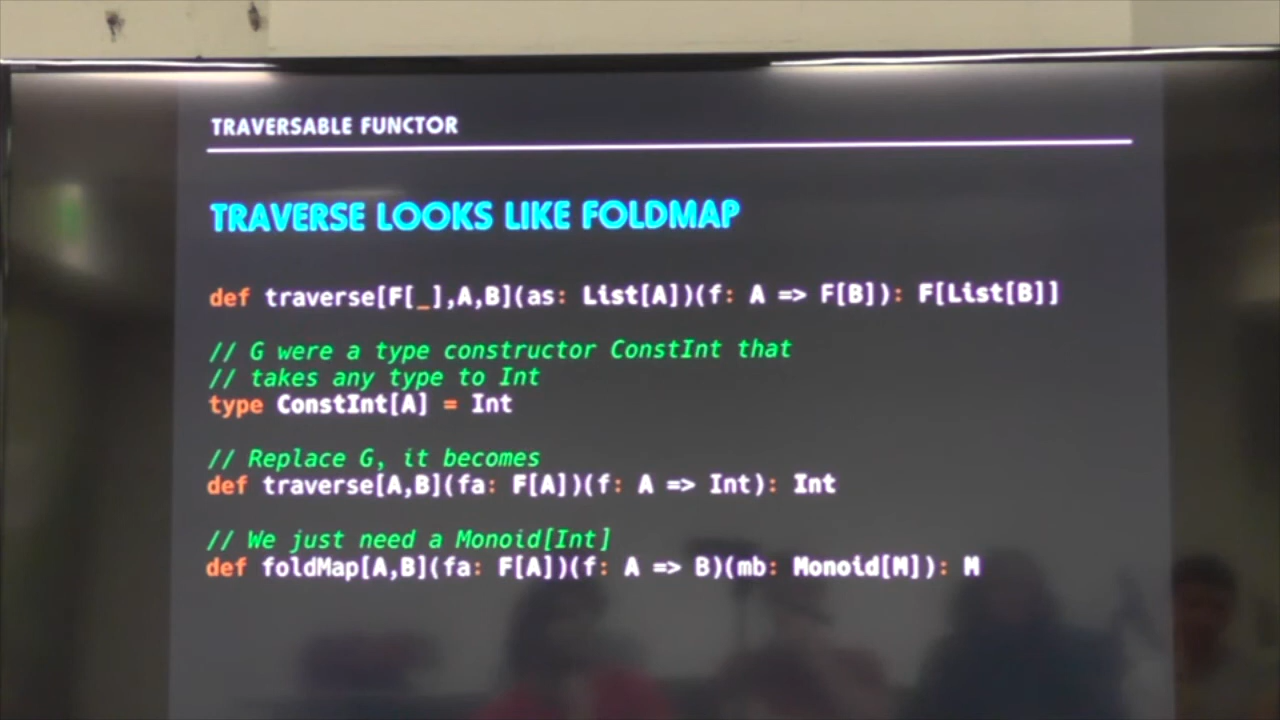 TRAVERSABLE FUNCTOR
TRAVERSE LOOKS LIKE FOLDMAP
def traverse[F[_],A,B](as: List[A])(f: A => F[B]): F[List[B]]
// G were a type constructor ConstInt that
// takes any type to Int
type ConstInt[A] = Int
// Replace G, it becomes
def traverse[A,B](fa: F[A])(f: A => Int): Int
// We just need a Monoid[Int]
def foldMap[A,B](fa: F[A])(f: A => B)(mb: Monoid[M]): M